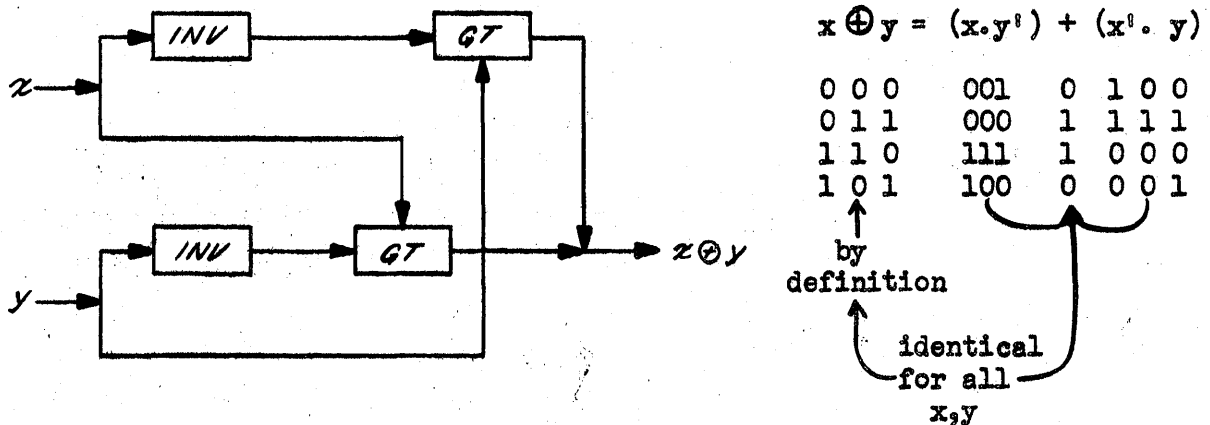 INV
GT
x
INV
GT
x ⊕ y
y
x ⊕ y = (x.y') + (x'. y)
0 0 0 001 0 1 0 0
0 1 1 000 1 1 1 1
1 1 0 111 1 0 0 0
1 0 1 100 0 0 0 1
by
definition
identical
for all
x,y